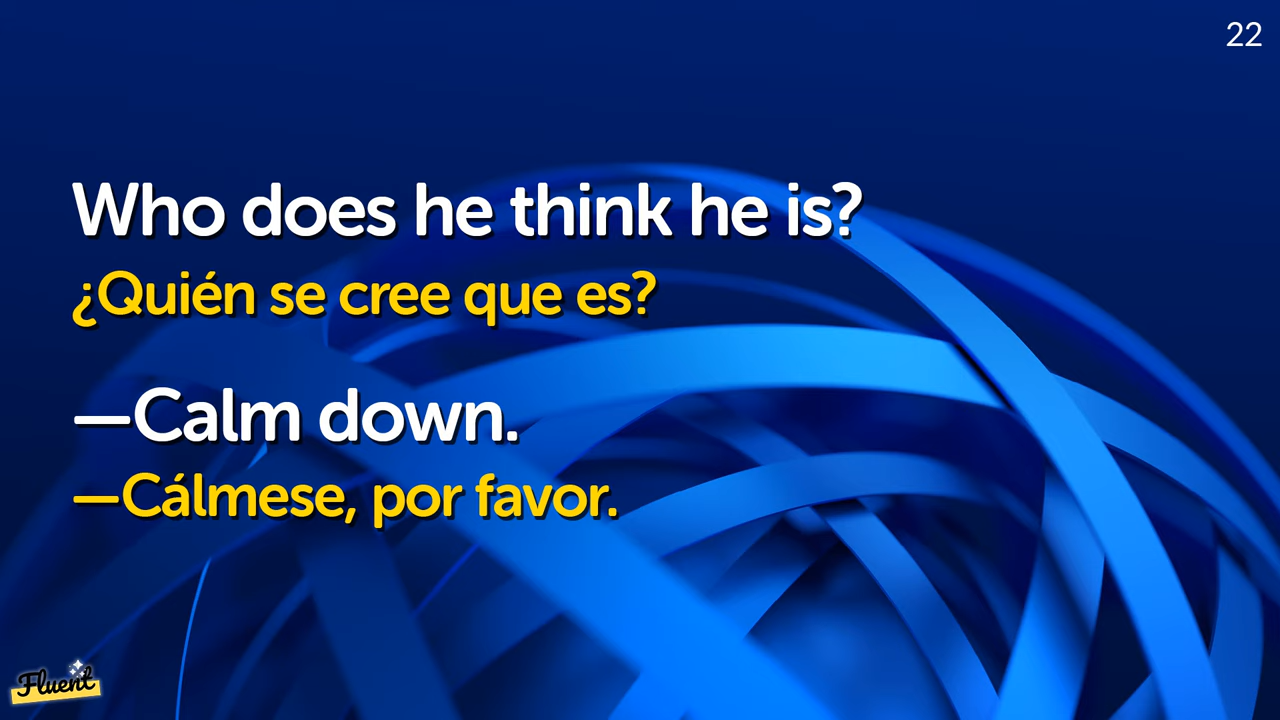 22
Who does he think he is?
¿Quién se cree que es?
—Calm down.
—Cálmese, por favor.
Fluent